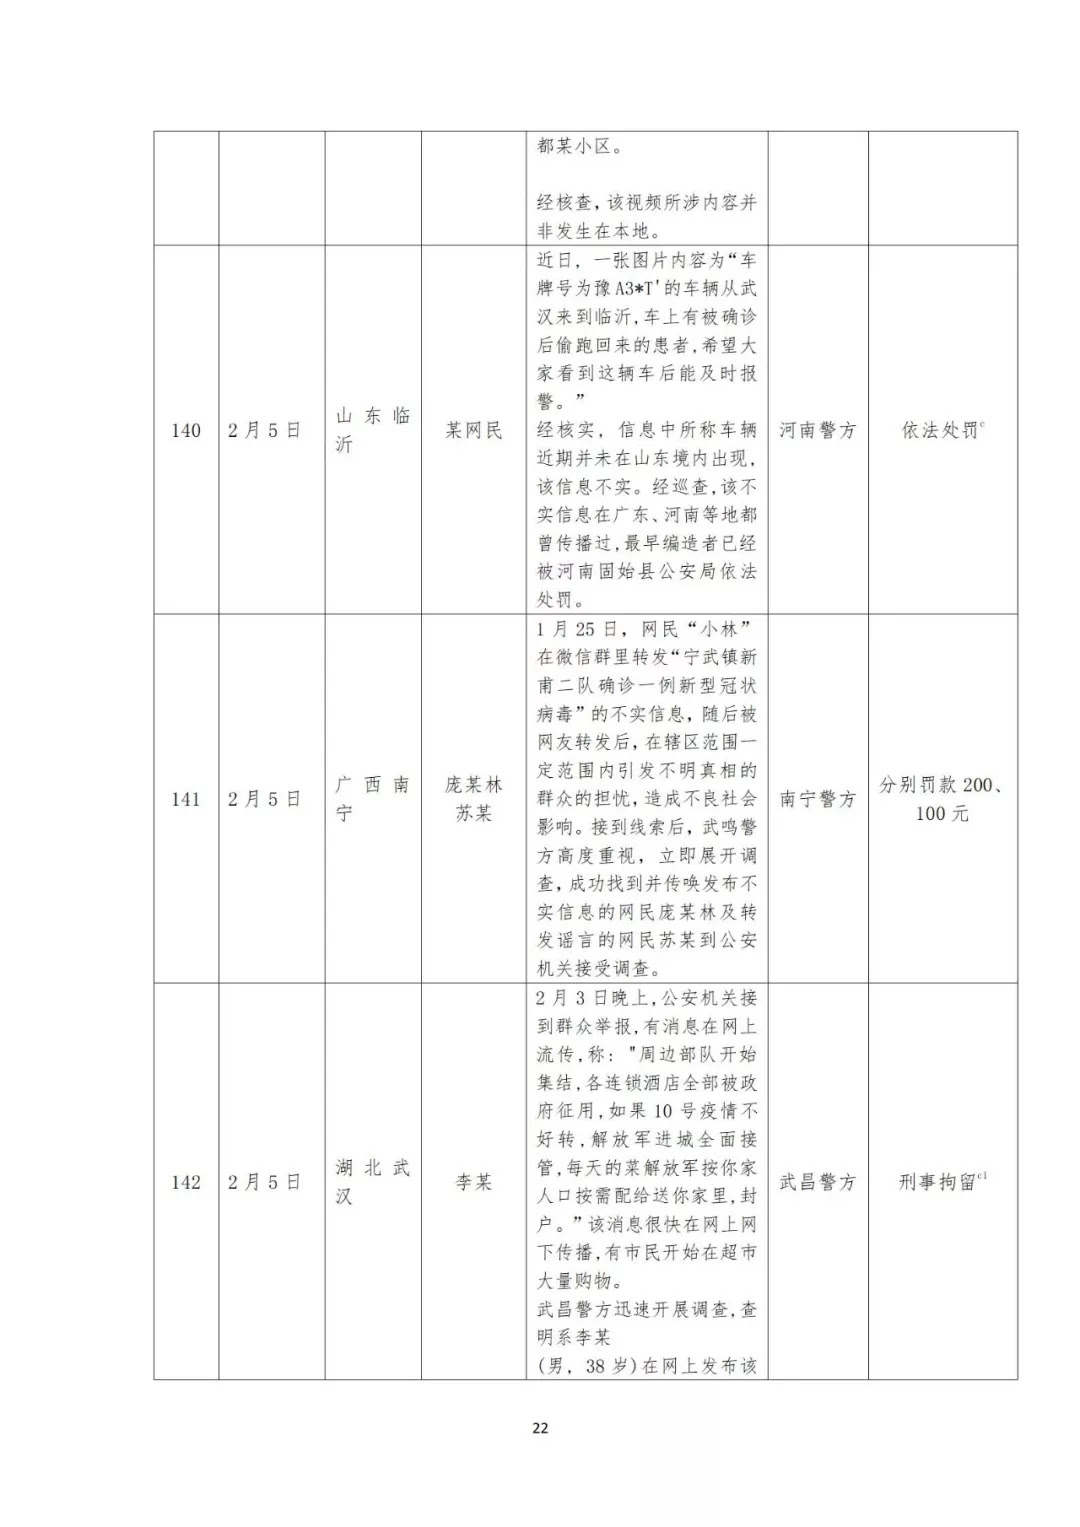 都某小区。
经核查,该视频所涉内容并
非发生在本地。
140
2月5日
山东临
沂
某网民
近日，一张图片内容为“车
牌号为豫A3*T'的车辆从武
汉来到临沂,车上有被确诊
后偷跑回来的患者,希望大
家看到这辆车后能及时报
警。”
经核实，信息中所称车辆
近期并未在山东境内出现,
该信息不实。经巡查,该不
实信息在广东、河南等地都
曾传播过,最早编造者已经
被河南固始县公安局依法
处罚。
河南警方
依法处罚c
141
2月5日
广西南
宁
庞某林
苏某
1月25日，网民“小林”
在微信群里转发“宁武镇新
甫二队确诊一例新型冠状
病毒”的不实信息，随后被
网友转发后，在辖区范围一
定范围内引发不明真相的
群众的担忧，造成不良社会
影响。接到线索后，武鸣警
方高度重视，立即展开调
查，成功找到并传唤发布不
实信息的网民庞某林及转
发谣言的网民苏某到公安
机关接受调查。
南宁警方
分别罚款200、
100元
142
2月5日
湖北武
汉
李某
2月3日晚上,公安机关接
到群众举报,有消息在网上
流传,称："周边部队开始
集结,各连锁酒店全部被政
府征用,如果10号疫情不
好转,解放军进城全面接
管,每天的菜解放军按你家
人口按需配给送你家里,封
户。”该消息很快在网上网
下传播,有市民开始在超市
大量购物。
武昌警方迅速开展调查,查
明系李某
(男，38岁)在网上发布该
武昌警方
刑事拘留cl
22